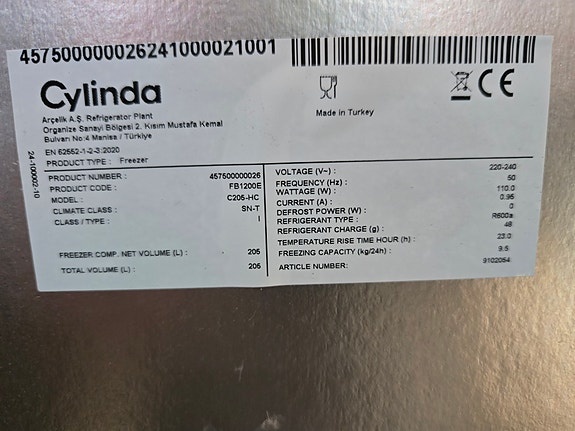 45750000002624100002​1001
Cylinda
Arçelik A.Ş. Refrigerator Plant
Organize Sanayi Bölgesi 2. Kısım Mustafa Kemal
Bulvarı No:4 Manisa / Türkiye
EN 62552-1-2-3:2020
PRODUCT TYPE : Freezer
Made in Turkey
CE
24-100002-10
PRODUCT NUMBER : 457500000026
PRODUCT CODE : FB1200E
MODEL : C205-HC
CLIMATE CLASS : SN-T
CLASS / TYPE : I
FREEZER COMP. NET VOLUME (L) : 205
TOTAL VOLUME (L) : 205
VOLTAGE (V~) : 220-240
FREQUENCY (Hz) : 50
WATTAGE (W) : 110.0
CURRENT (A) : 0.95
DEFROST POWER (W) : 0
REFRIGERANT TYPE : R600a
REFRIGERANT CHARGE (g) : 48
TEMPERATURE RISE TIME HOUR (h) : 23.0
FREEZING CAPACITY (kg/24h) : 9.5
ARTICLE NUMBER: 9102054